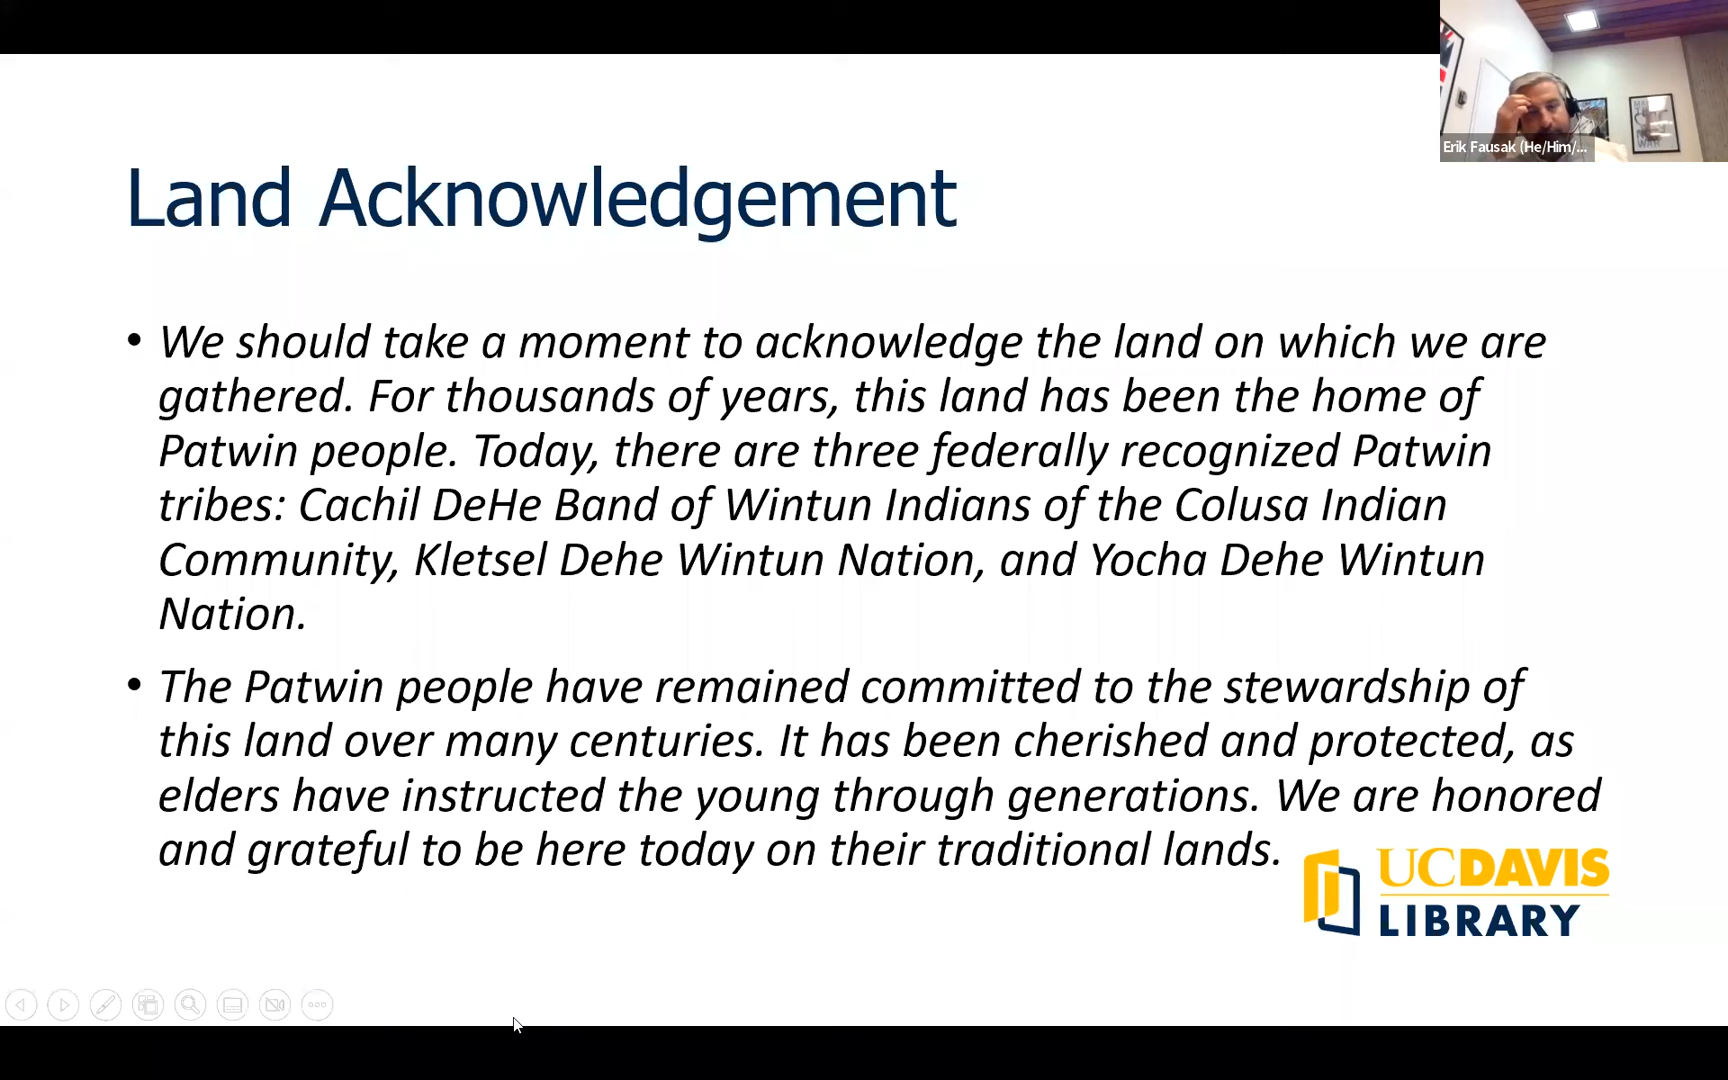 Land Acknowledgement
• We should take a moment to acknowledge the land on which we are
gathered. For thousands of years, this land has been the home of
Patwin people. Today, there are three federally recognized Patwin
tribes: Cachil DeHe Band of Wintun Indians of the Colusa Indian
Community, Kletsel Dehe Wintun Nation, and Yocha Dehe Wintun
Nation.
• The Patwin people have remained committed to the stewardship of
this land over many centuries. It has been cherished and protected, as
elders have instructed the young through generations. We are honored
and grateful to be here today on their traditional lands.
UCDAVIS
LIBRARY
Erik Fausak (He/Him/...